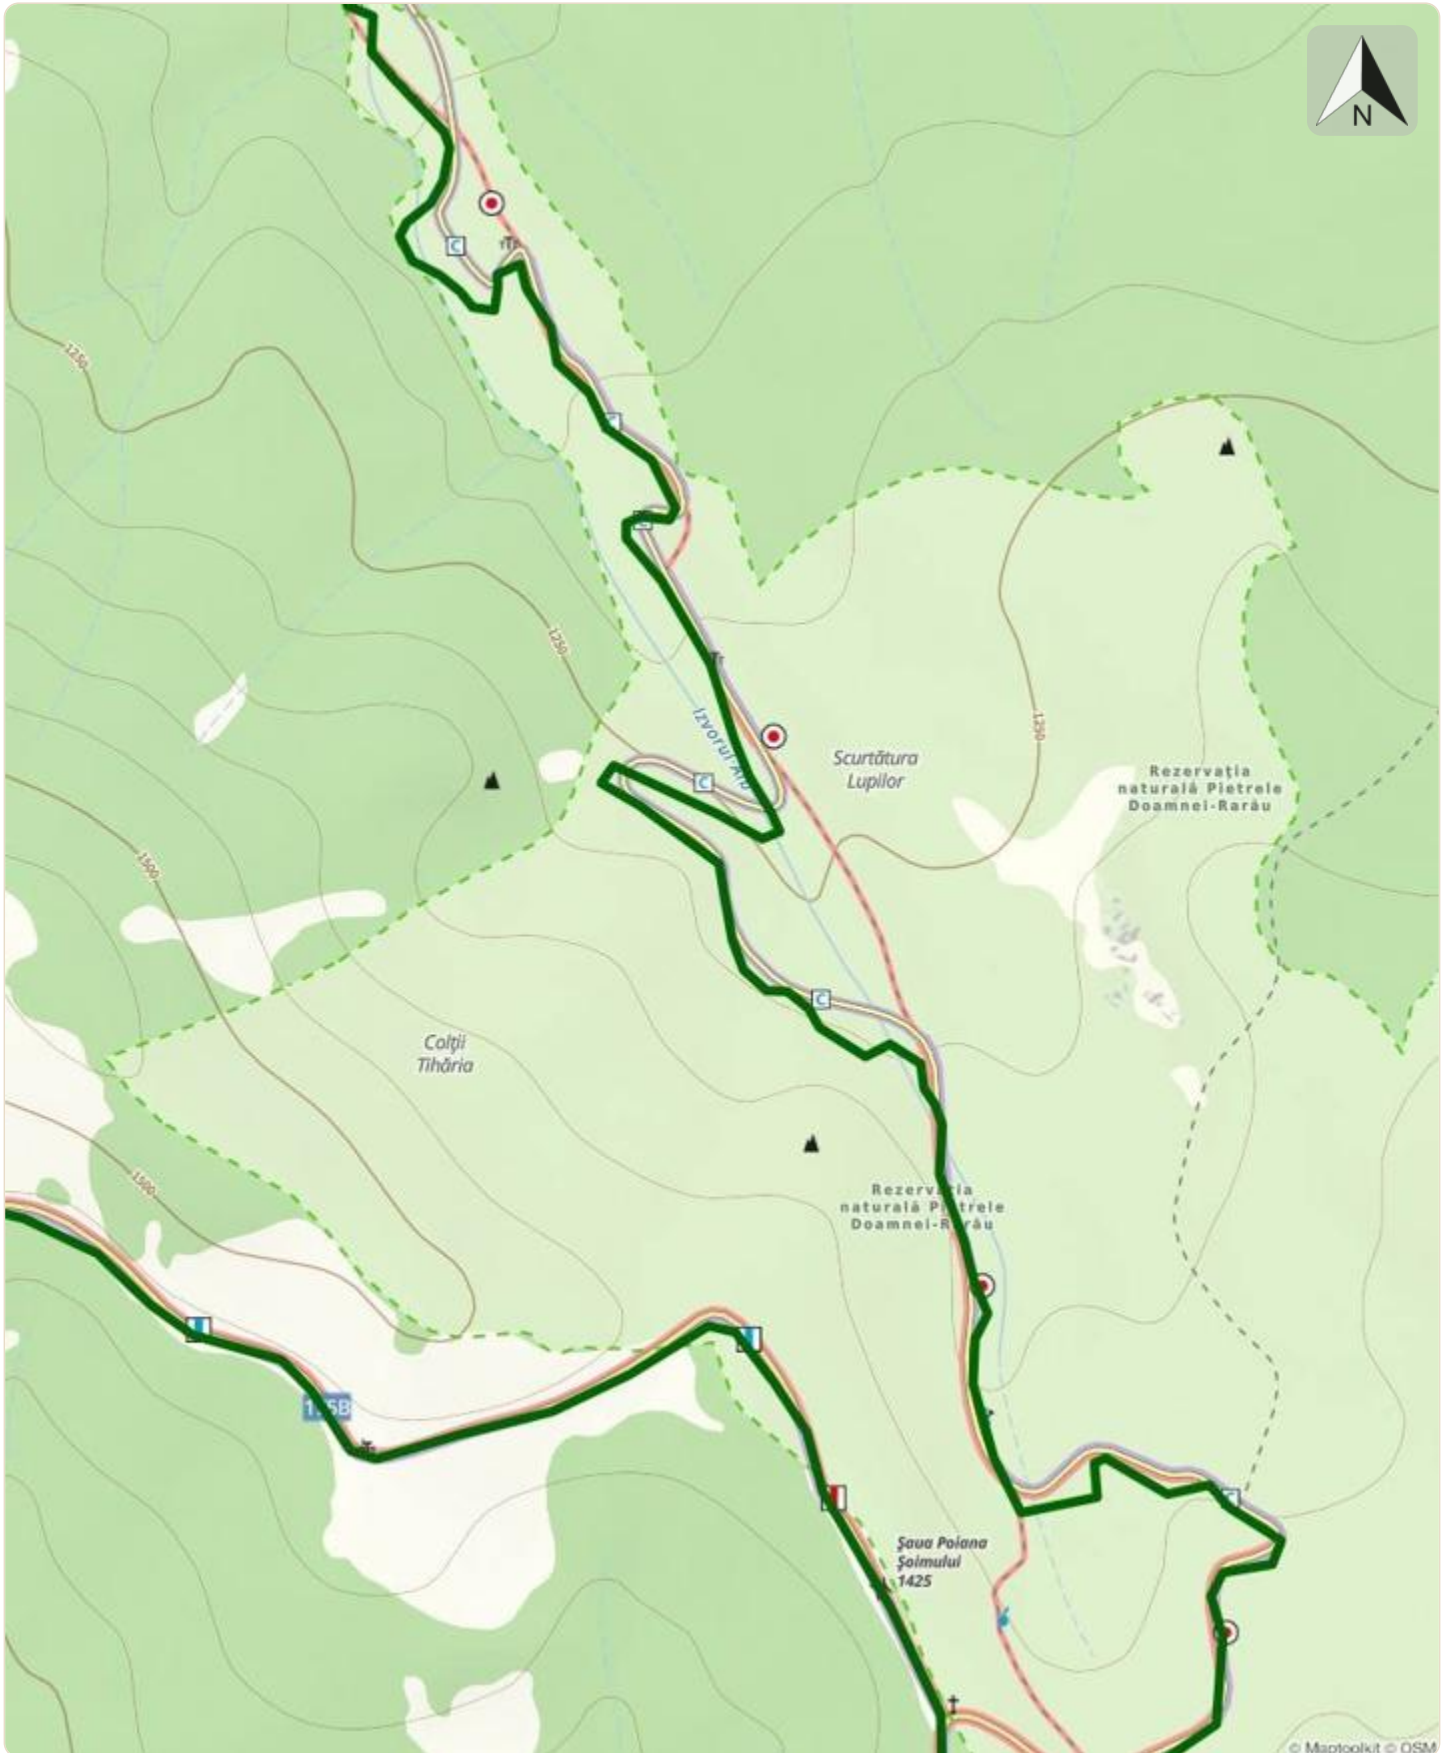 N
C
C
1250
C
1250
Izvorul Alb
1250
Scurtătura
Lupilor
C
Rezervația
naturală Pietrele
Doamnei-Rarău
1500
C
Colții
Tihăria
1500
Rezervația
naturală Pietrele
Doamnei-Rarău
175B
C
Șaua Poiana
Șoimului
1425
© Maptoolkit © OSM